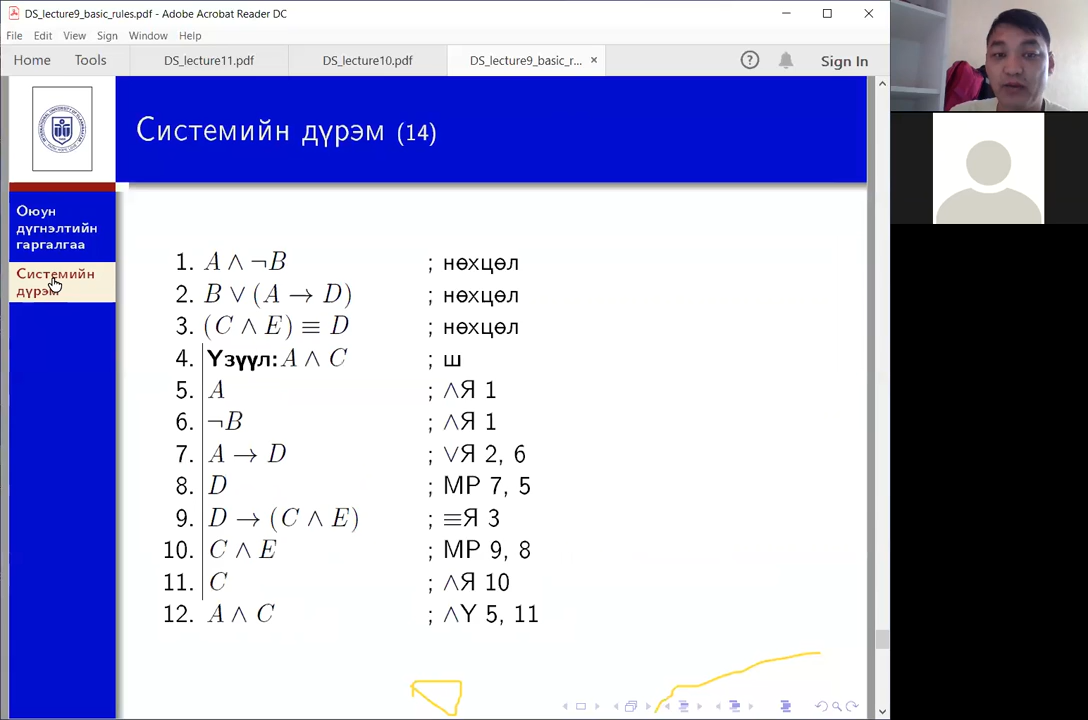 DS_lecture9_basic_rules.pdf - Adobe Acrobat Reader DC
File Edit View Sign Window Help
Home Tools DS_lecture11.pdf DS_lecture10.pdf DS_lecture9_basic_r... × Sign In
Системийн дүрэм (14)
Оюун
дүгнэлтийн
гаргалгаа
Системийн
дүрэм
1. A ∧ ¬B ; нөхцөл
2. B ∨ (A → D) ; нөхцөл
3. (C ∧ E) ≡ D ; нөхцөл
4. Үзүүл: A ∧ C ; ш
5. A ; ∧Я 1
6. ¬B ; ∧Я 1
7. A → D ; ∨Я 2, 6
8. D ; MP 7, 5
9. D → (C ∧ E) ; ≡Я 3
10. C ∧ E ; MP 9, 8
11. C ; ∧Я 10
12. A ∧ C ; ∧Y 5, 11